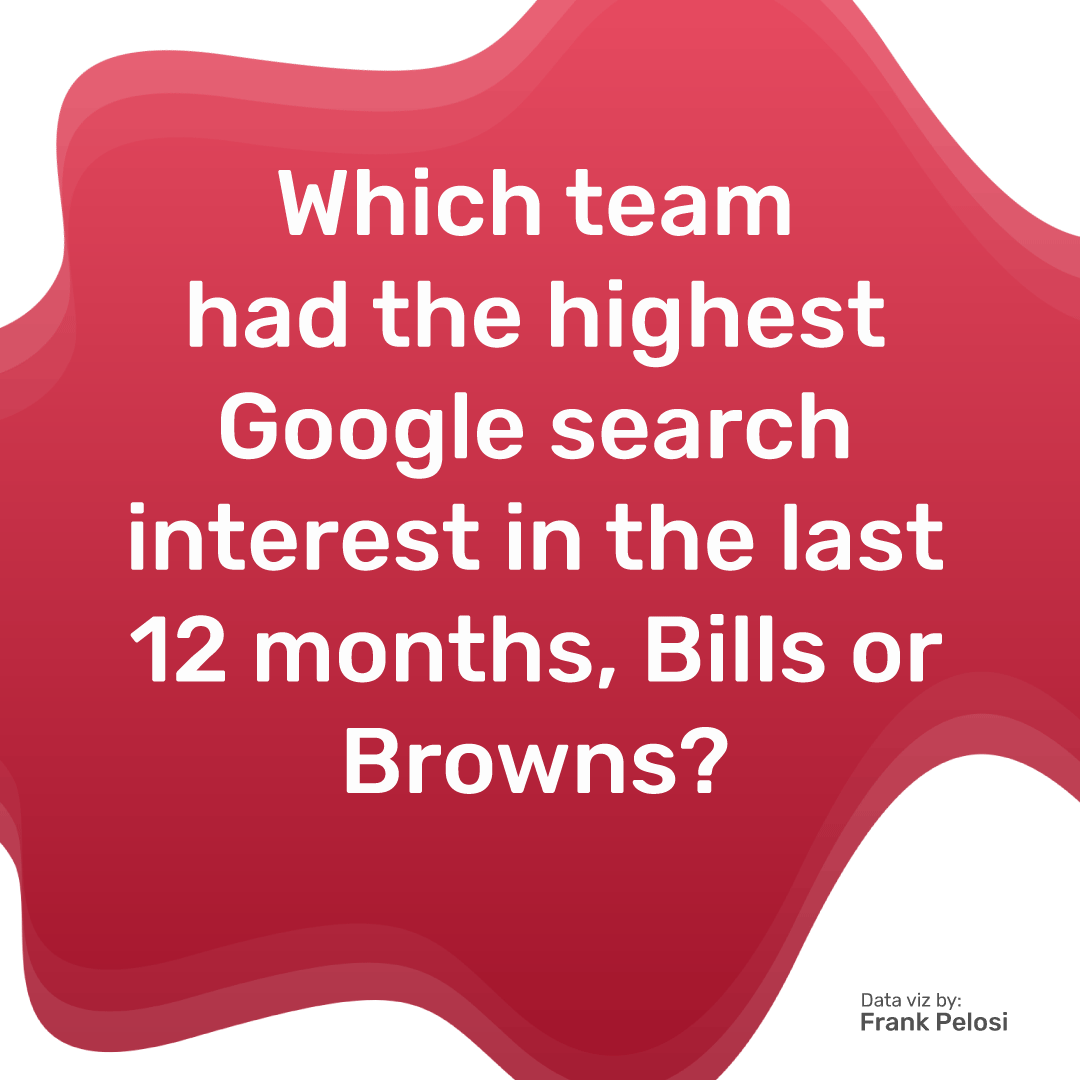 Which team
had the highest
Google search
interest in the last
12 months, Bills or
Browns?
Data viz by:
Frank Pelosi